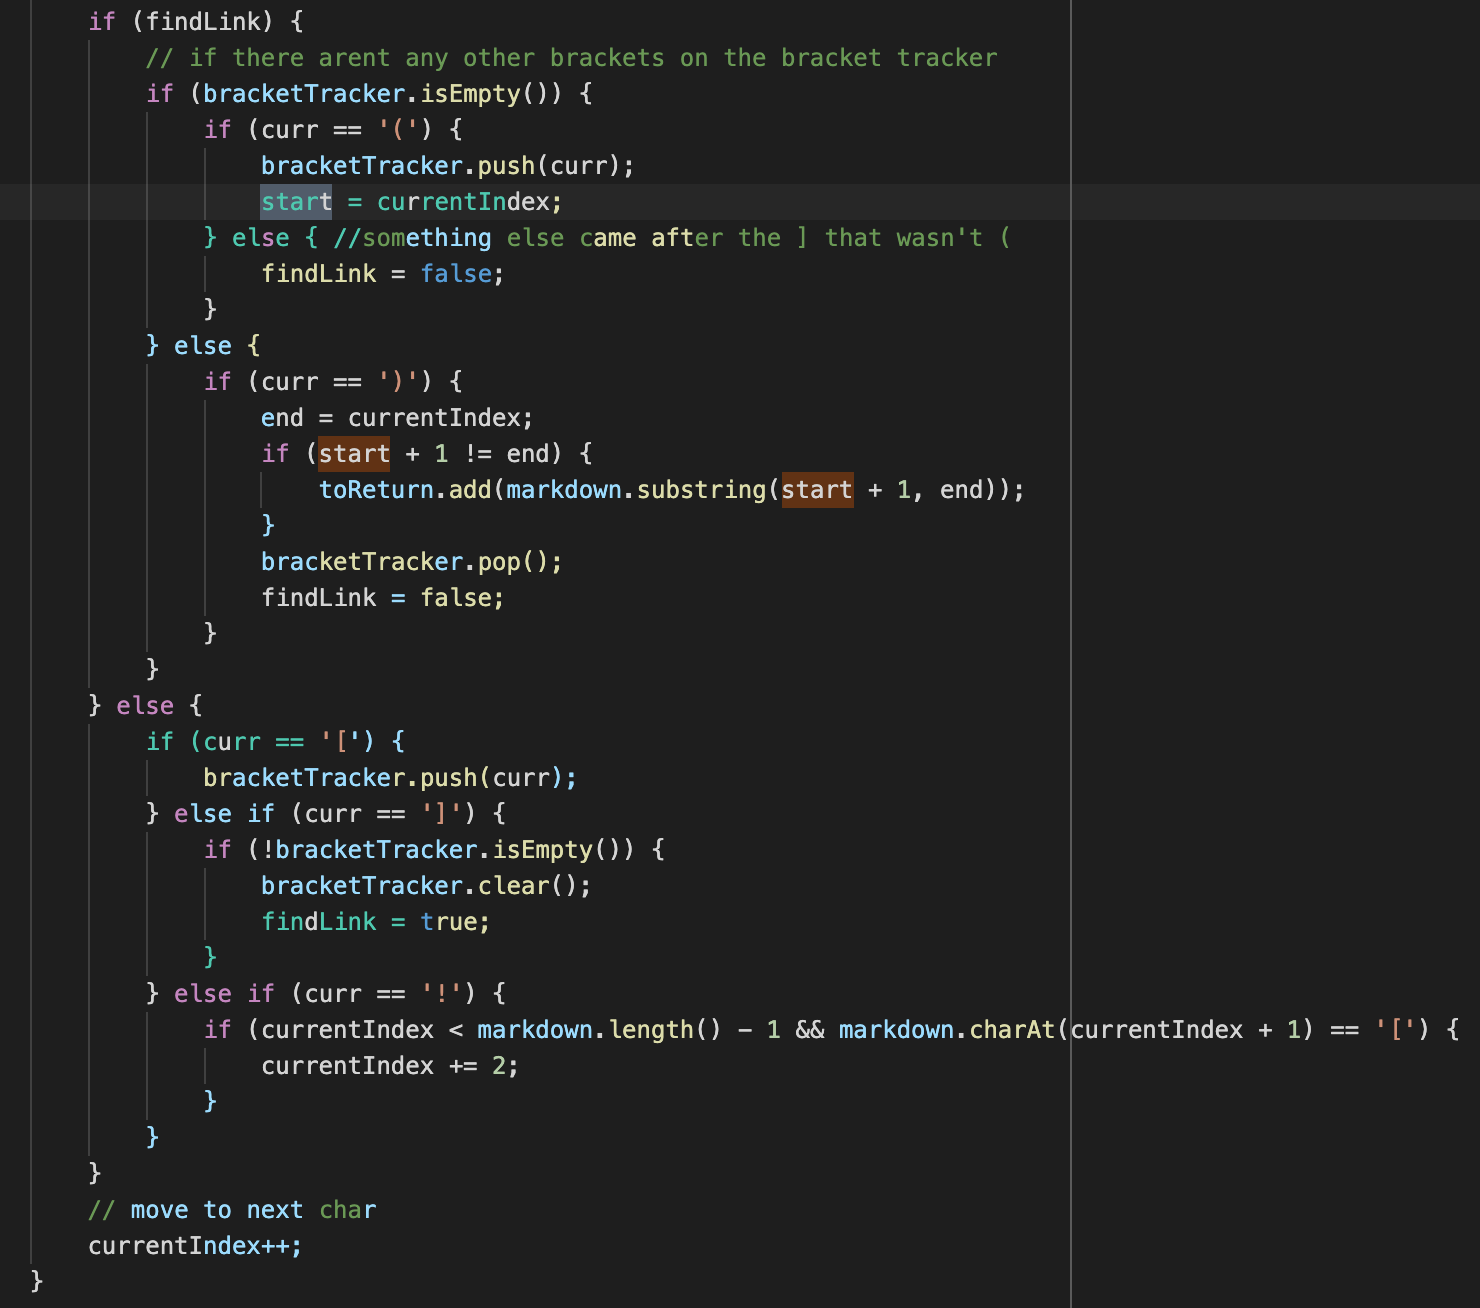 if (findLink) {
// if there arent any other brackets on the bracket tracker
if (bracketTracker.isEmpty()) {
if (curr == '(') {
bracketTracker.push(curr);
start = currentIndex;
} else { //something else came after the ] that wasn't (
findLink = false;
}
} else {
if (curr == ')') {
end = currentIndex;
if (start + 1 != end) {
toReturn.add(markdown.substring(start + 1, end));
}
bracketTracker.pop();
findLink = false;
}
}
} else {
if (curr == '[') {
bracketTracker.push(curr);
} else if (curr == ']') {
if (!bracketTracker.isEmpty()) {
bracketTracker.clear();
findLink = true;
}
} else if (curr == '!') {
if (currentIndex < markdown.length() - 1 && markdown.charAt(currentIndex + 1) == '[') {
currentIndex += 2;
}
}
}
// move to next char
currentIndex++;
}